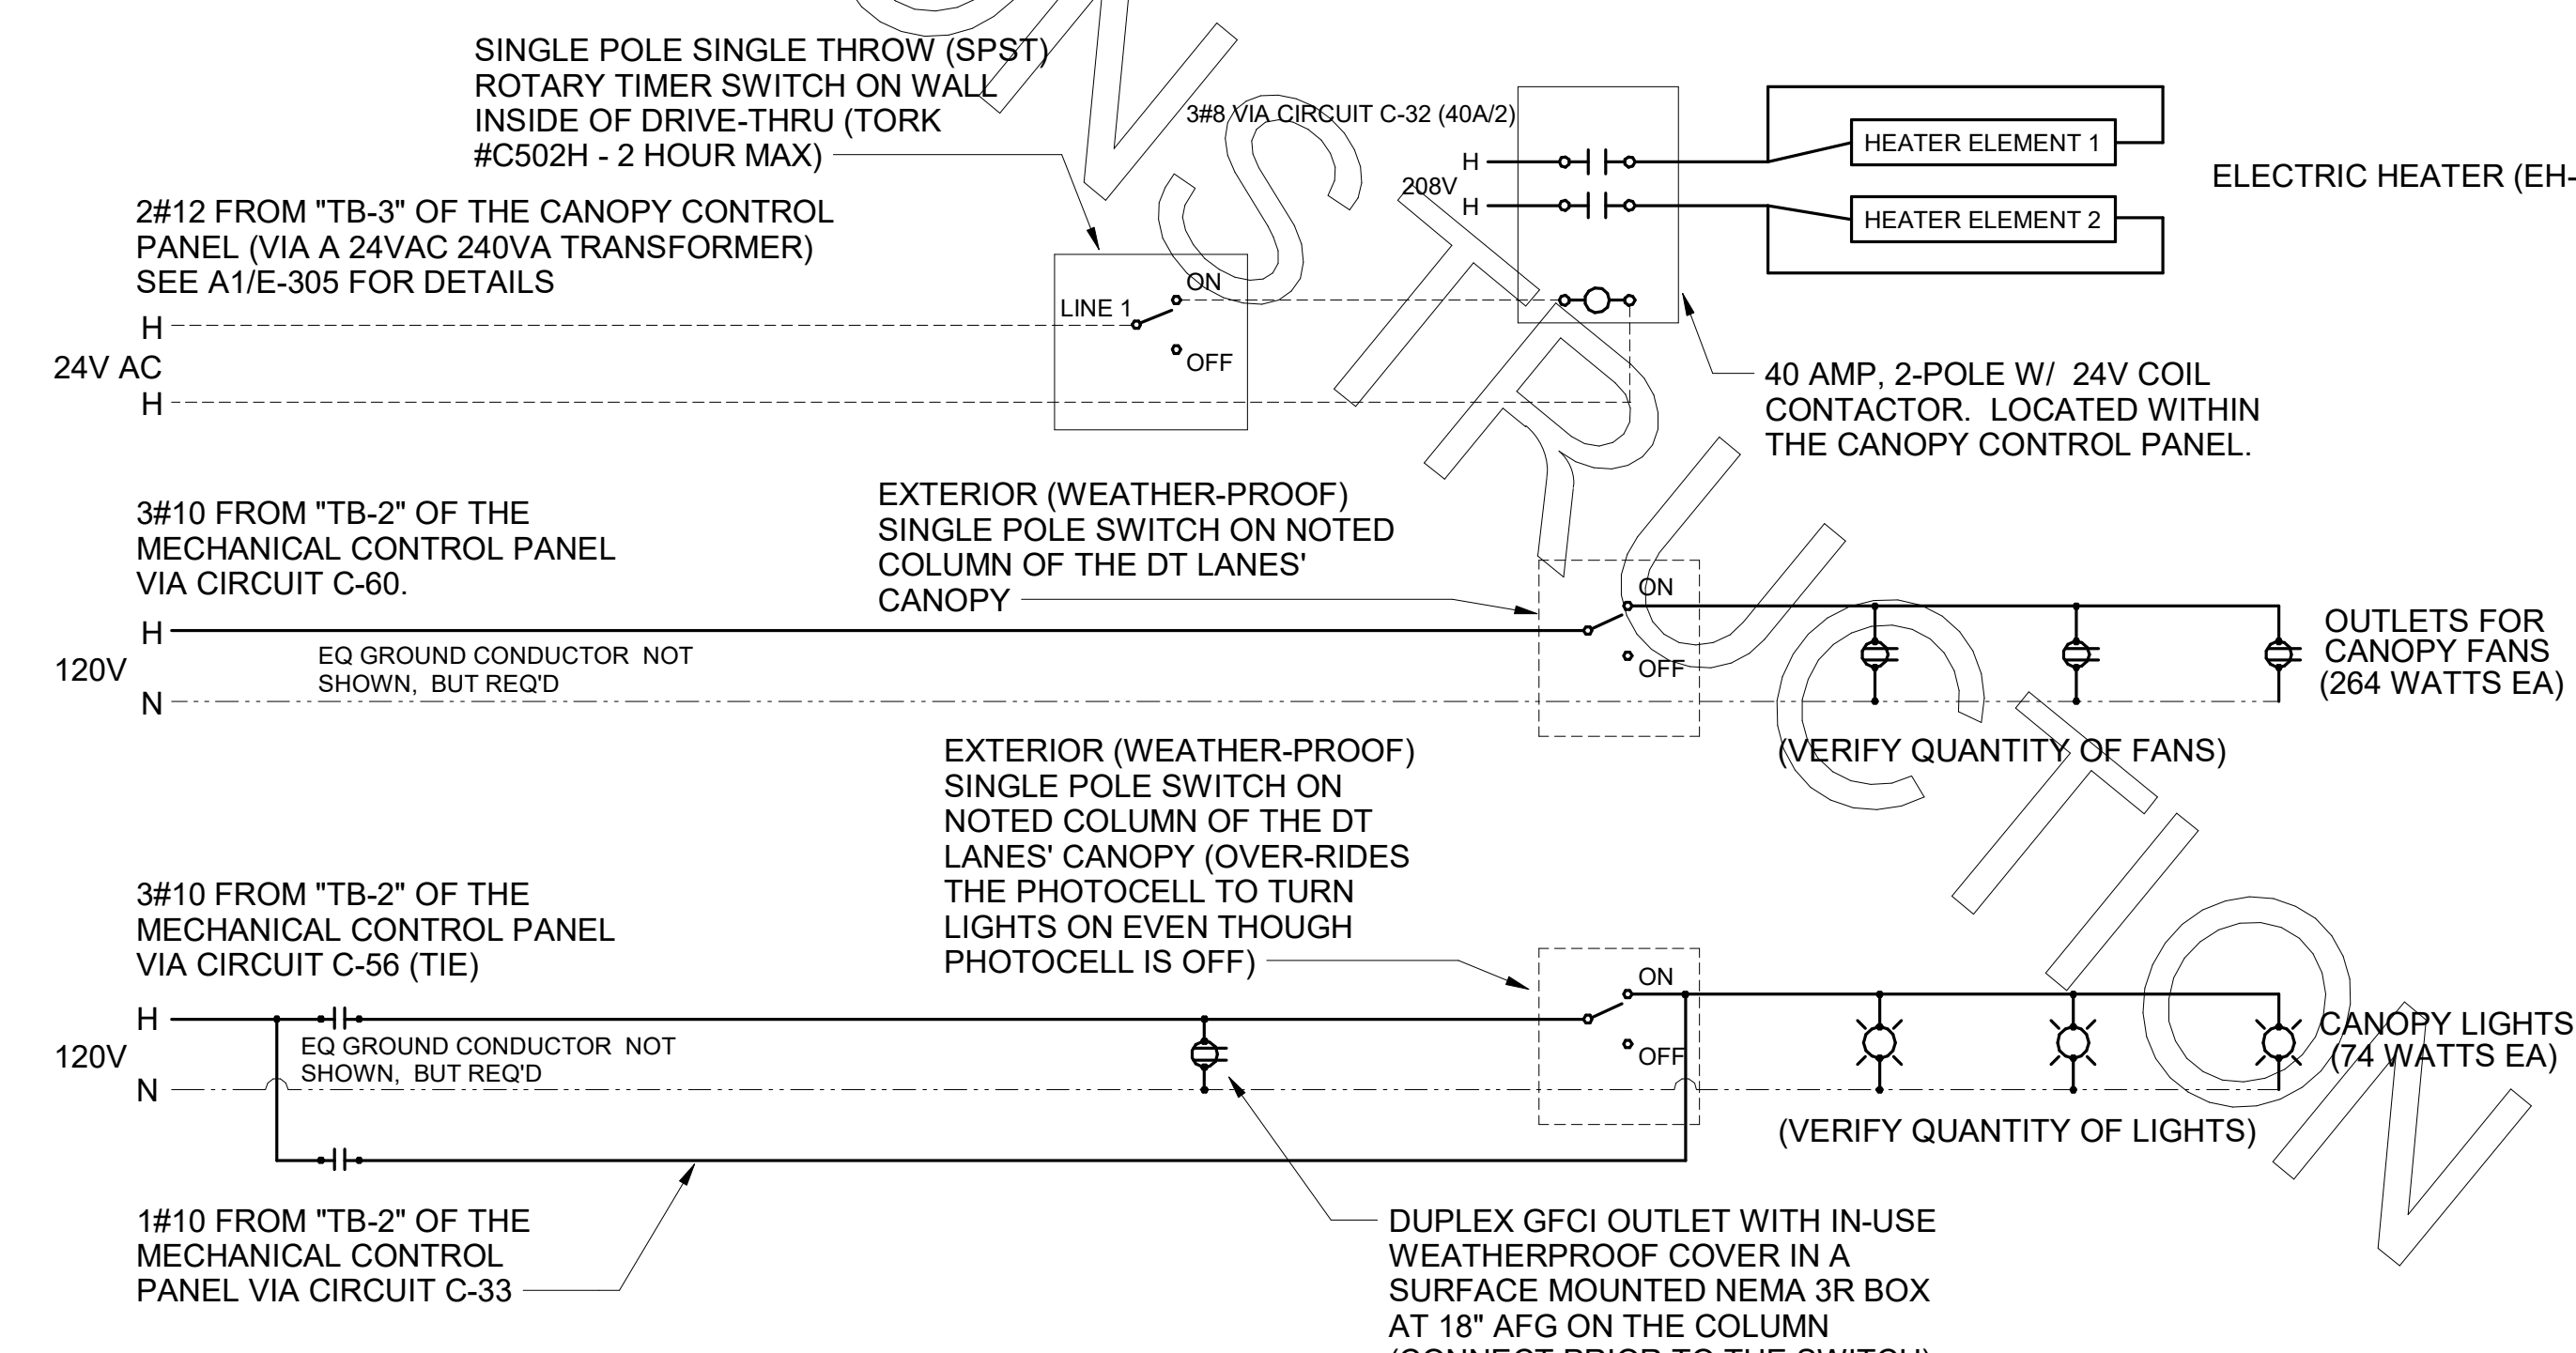 SINGLE POLE SINGLE THROW (SPST)
ROTARY TIMER SWITCH ON WALL
INSIDE OF DRIVE-THRU (TORK
#C502H - 2 HOUR MAX)
3#8 VIA CIRCUIT C-32 (40A/2)
H
208V
H
HEATER ELEMENT 1
HEATER ELEMENT 2
ELECTRIC HEATER (EH-
2#12 FROM "TB-3" OF THE CANOPY CONTROL
PANEL (VIA A 24VAC 240VA TRANSFORMER)
SEE A1/E-305 FOR DETAILS
H
24V AC
H
LINE 1
ON
OFF
40 AMP, 2-POLE W/ 24V COIL
CONTACTOR. LOCATED WITHIN
THE CANOPY CONTROL PANEL.
3#10 FROM "TB-2" OF THE
MECHANICAL CONTROL PANEL
VIA CIRCUIT C-60.
EXTERIOR (WEATHER-PROOF)
SINGLE POLE SWITCH ON NOTED
COLUMN OF THE DT LANES'
CANOPY
H
120V
N
EQ GROUND CONDUCTOR NOT
SHOWN, BUT REQ'D
ON
OFF
OUTLETS FOR
CANOPY FANS
(264 WATTS EA)
(VERIFY QUANTITY OF FANS)
EXTERIOR (WEATHER-PROOF)
SINGLE POLE SWITCH ON
NOTED COLUMN OF THE DT
LANES' CANOPY (OVER-RIDES
THE PHOTOCELL TO TURN
LIGHTS ON EVEN THOUGH
PHOTOCELL IS OFF)
3#10 FROM "TB-2" OF THE
MECHANICAL CONTROL PANEL
VIA CIRCUIT C-56 (TIE)
H
120V
N
EQ GROUND CONDUCTOR NOT
SHOWN, BUT REQ'D
ON
OFF
CANOPY LIGHTS
(74 WATTS EA)
(VERIFY QUANTITY OF LIGHTS)
1#10 FROM "TB-2" OF THE
MECHANICAL CONTROL
PANEL VIA CIRCUIT C-33
DUPLEX GFCI OUTLET WITH IN-USE
WEATHERPROOF COVER IN A
SURFACE MOUNTED NEMA 3R BOX
AT 18" AFG ON THE COLUMN
(CONNECT PRIOR TO THE SWITCH)
ONSTRUCTION